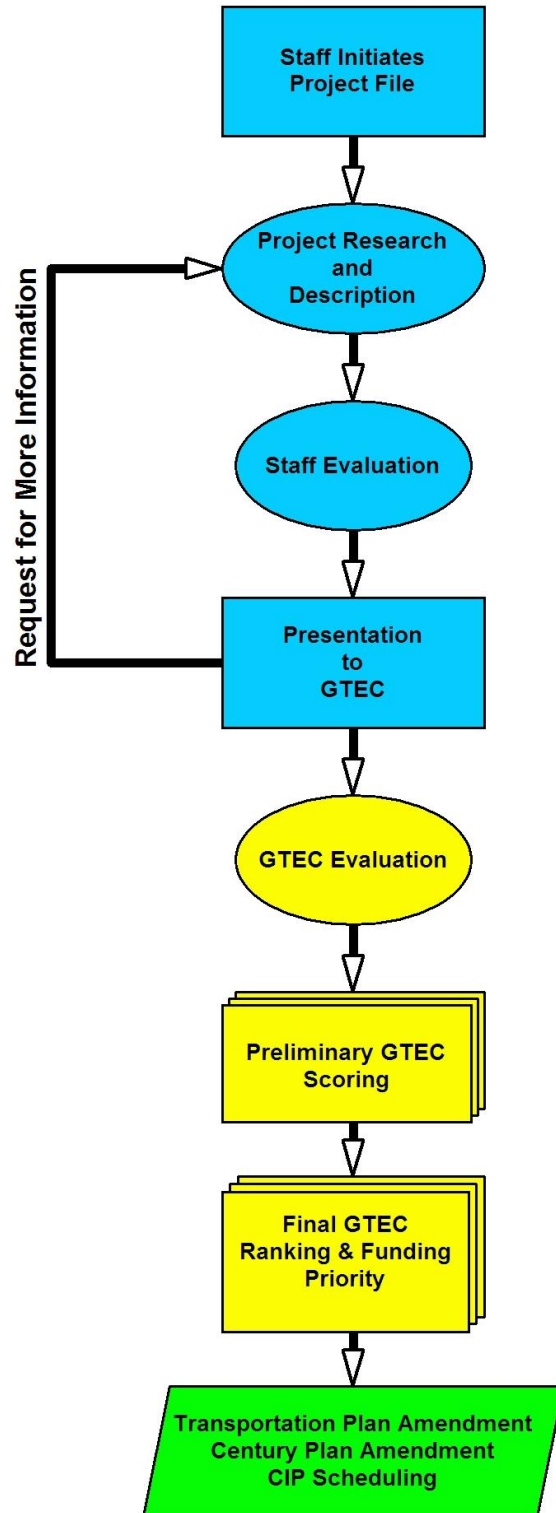 Staff Initiates
Project File
Project Research
and
Description
Request for More Information
Staff Evaluation
Presentation
to
GTEC
GTEC Evaluation
Preliminary GTEC
Scoring
Final GTEC
Ranking & Funding
Priority
Transportation Plan Amendment
Century Plan Amendment
CIP Scheduling